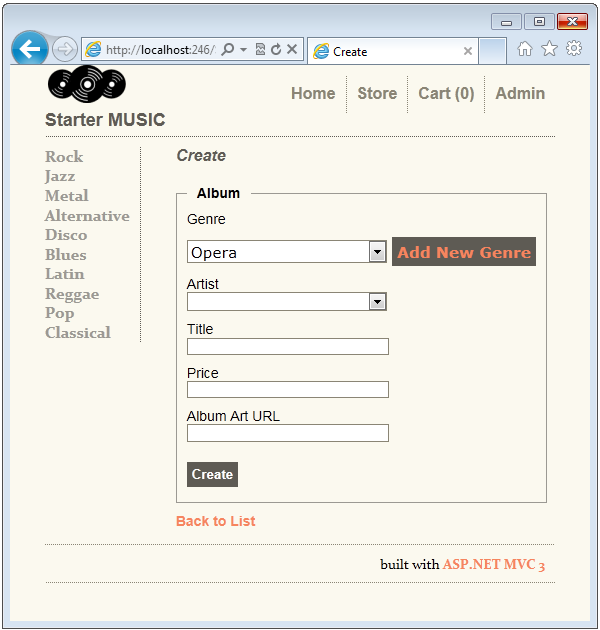 http://localhost:246/
Create
Home
Store
Cart (0)
Admin
Starter MUSIC
Rock
Jazz
Metal
Alternative
Disco
Blues
Latin
Reggae
Pop
Classical
Create
Album
Genre
Opera
Add New Genre
Artist
Title
Price
Album Art URL
Create
Back to List
built with ASP.NET MVC 3